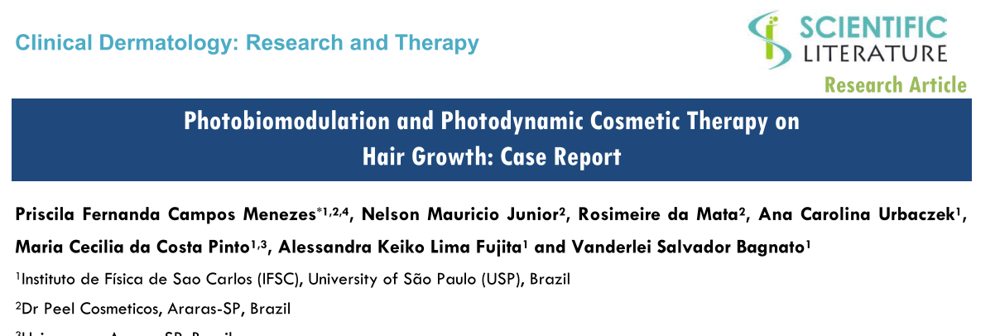 Clinical Dermatology: Research and Therapy
SCIENTIFIC
LITERATURE
Research Article
Photobiomodulation and Photodynamic Cosmetic Therapy on
Hair Growth: Case Report
Priscila Fernanda Campos Menezes*1,2,4, Nelson Mauricio Junior2, Rosimeire da Mata2, Ana Carolina Urbaczek1,
Maria Cecilia da Costa Pinto1,3, Alessandra Keiko Lima Fujita1 and Vanderlei Salvador Bagnato1
1Instituto de Física de Sao Carlos (IFSC), University of São Paulo (USP), Brazil
2Dr Peel Cosmeticos, Araras-SP, Brazil